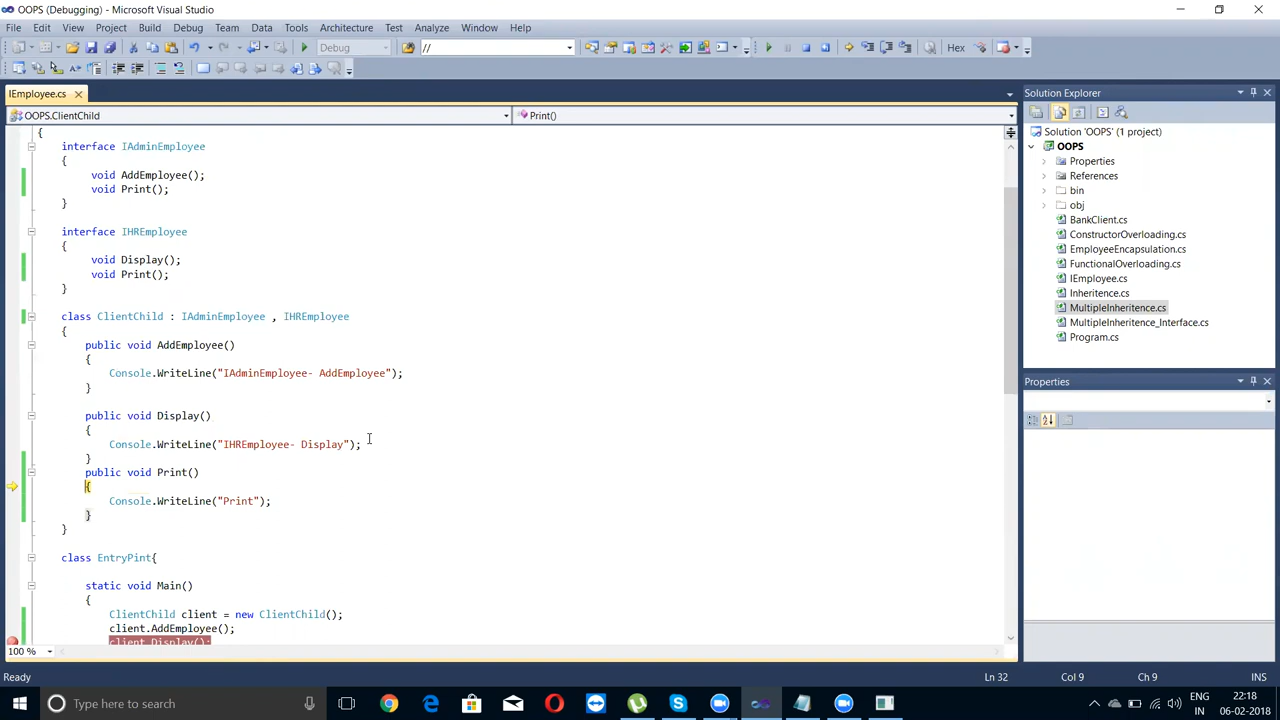 OOPS (Debugging) - Microsoft Visual Studio
File Edit View Project Build Debug Team Data Tools Architecture Test Analyze Window Help
Debug // Hex
IEmployee.cs
OOPS.ClientChild Print()
{
interface IAdminEmployee
{
void AddEmployee();
void Print();
}
interface IHREmployee
{
void Display();
void Print();
}
class ClientChild : IAdminEmployee , IHREmployee
{
public void AddEmployee()
{
Console.WriteLine("IAdminEmployee- AddEmployee");
}
public void Display()
{
Console.WriteLine("IHREmployee- Display");
}
public void Print()
{
Console.WriteLine("Print");
}
}
class EntryPint{
static void Main()
{
ClientChild client = new ClientChild();
client.AddEmployee();
client.Display();
100 %
Solution Explorer
Solution 'OOPS' (1 project)
OOPS
Properties
References
bin
obj
BankClient.cs
ConstructorOverloading.cs
EmployeeEncapsulation.cs
FunctionalOverloading.cs
IEmployee.cs
Inheritence.cs
MultipleInheritence.cs
MultipleInheritence_Interface.cs
Program.cs
Properties
Ready Ln 32 Col 9 Ch 9 INS
Type here to search
ENG
IN
22:18
06-02-2018